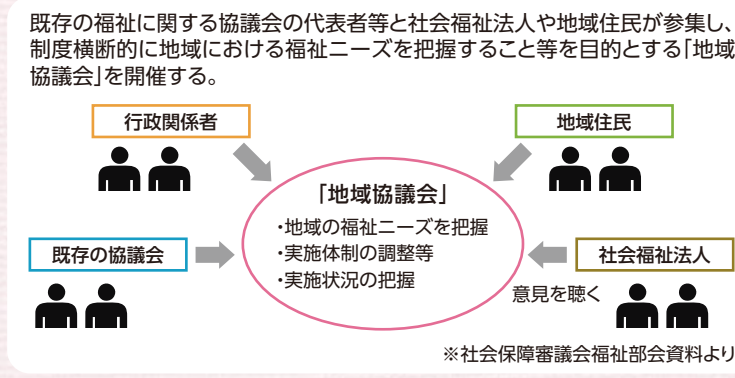 既存の福祉に関する協議会の代表者等と社会福祉法人や地域住民が参集し、
制度横断的に地域における福祉ニーズを把握すること等を目的とする「地域
協議会」を開催する。
行政関係者
地域住民
「地域協議会」
・地域の福祉ニーズを把握
・実施体制の調整等
・実施状況の把握
既存の協議会
社会福祉法人
意見を聴く
※社会保障審議会福祉部会資料より